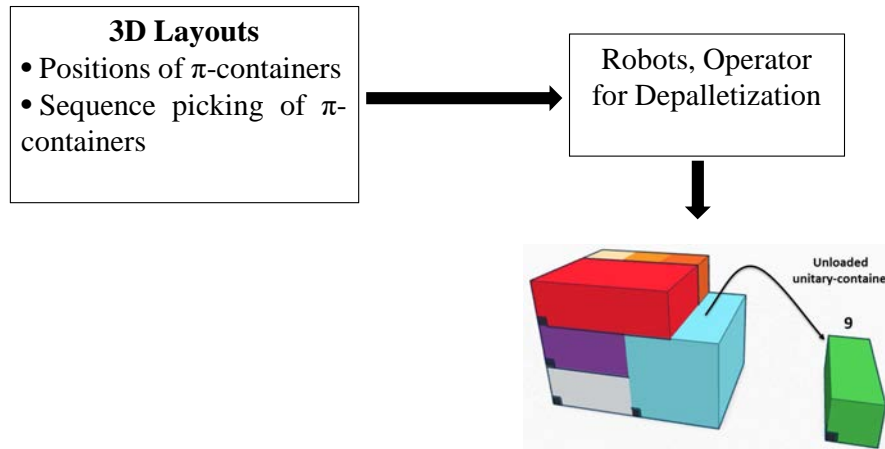 3D Layouts
• Positions of π-containers
• Sequence picking of π-
containers
Robots, Operator
for Depalletization
Unloaded
unitary-containe
9